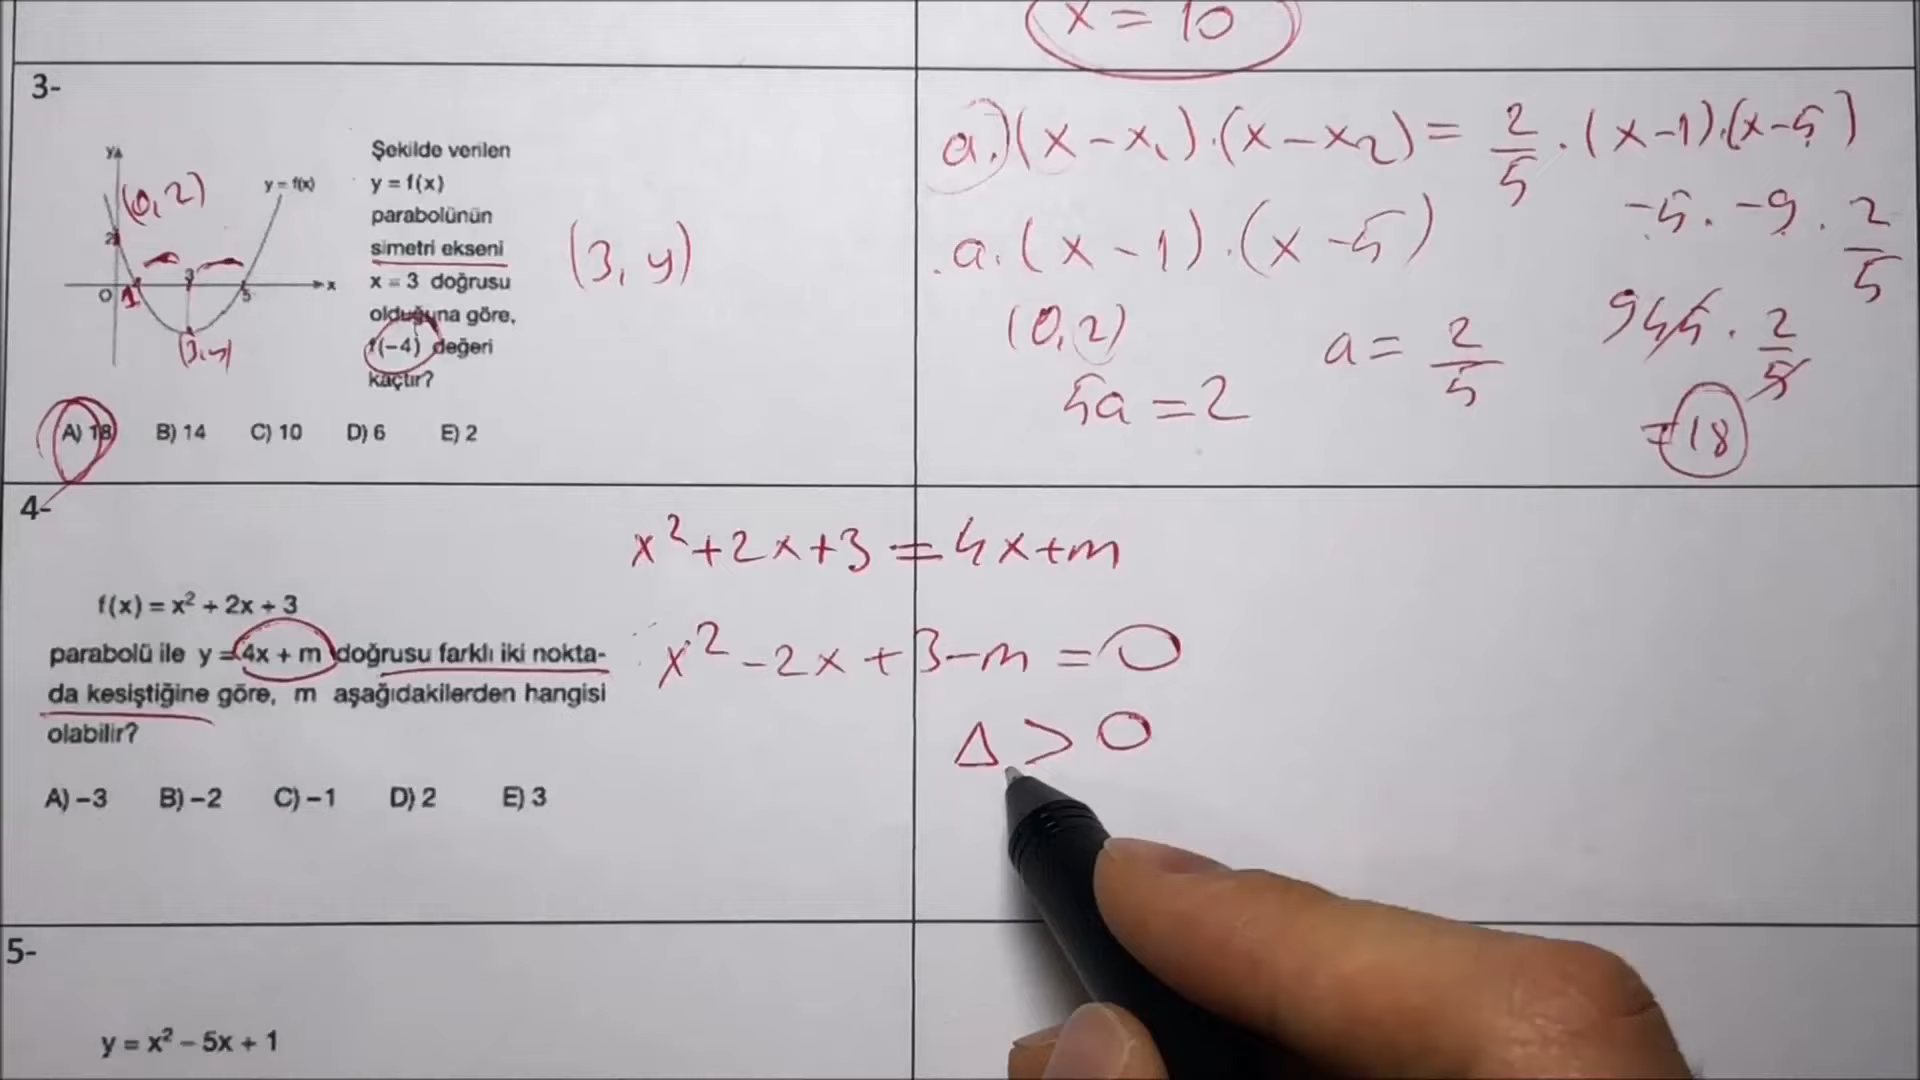 x = 10
3-
y
(0,2)
y = f(x)
2
3
O
1
5
x
(3,y)
Şekilde verilen
y = f(x)
parabolünün
simetri ekseni
x = 3 doğrusu
olduğuna göre,
f(-4) değeri
kaçtır?
(3, y)
A) 18 B) 14 C) 10 D) 6 E) 2
a.(x-x₁).(x-x₂) = 2/5 . (x-1).(x-5)
-5. -9 . 2/5
a.(x-1).(x-5)
(0,2)
a = 2/5
5a = 2
45 . 2/5
= 18
4-
x²+2x+3 = 4x+m
f(x) = x² + 2x + 3
parabolü ile y = 4x + m doğrusu farklı iki nokta-
da kesiştiğine göre, m aşağıdakilerden hangisi
olabilir?
x² - 2x + 3-m = 0
Δ > 0
A) -3 B) -2 C) -1 D) 2 E) 3
5-
y = x² - 5x + 1